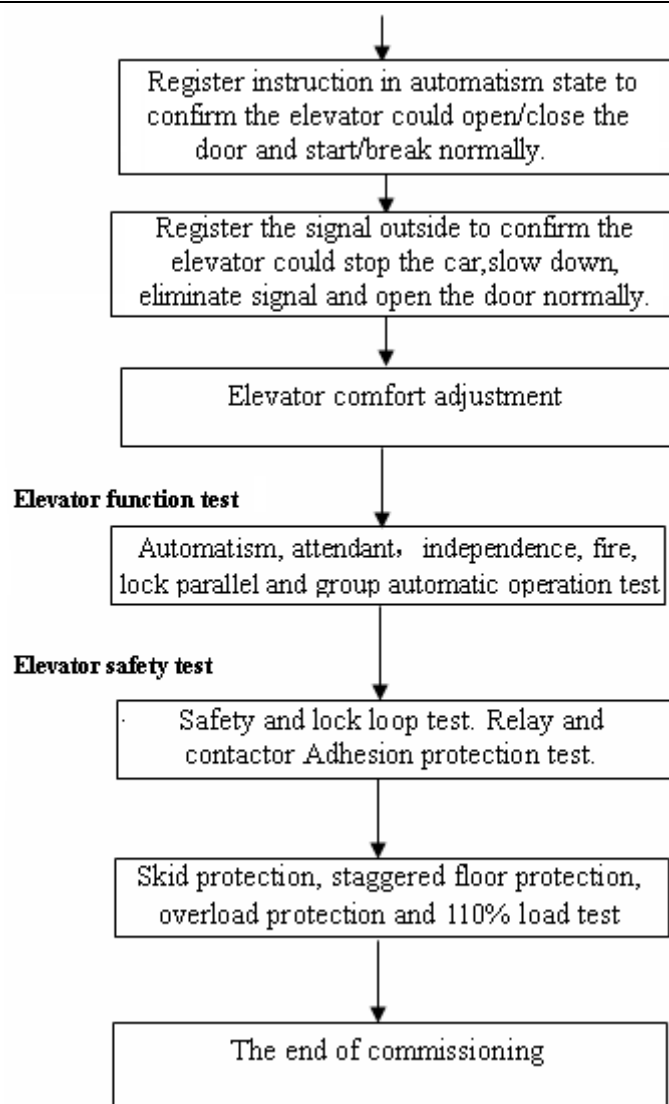 Register instruction in automatism state to
confirm the elevator could open/close the
door and start/break normally.
Register the signal outside to confirm the
elevator could stop the car,slow down,
eliminate signal and open the door normally.
Elevator comfort adjustment
Elevator function test
Automatism, attendant， independence, fire,
lock parallel and group automatic operation test
Elevator safety test
Safety and lock loop test. Relay and
contactor Adhesion protection test.
Skid protection, staggered floor protection,
overload protection and 110% load test
The end of commissioning